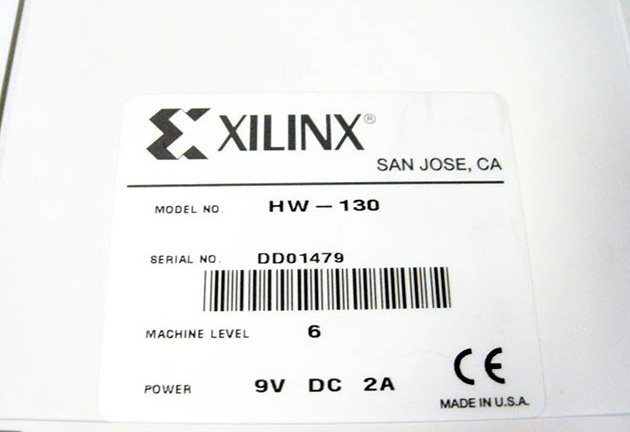 XILINX®
SAN JOSE, CA
MODEL NO. HW – 130
SERIAL NO. DD01479
MACHINE LEVEL 6
POWER 9V DC 2A
CE
MADE IN U.S.A.